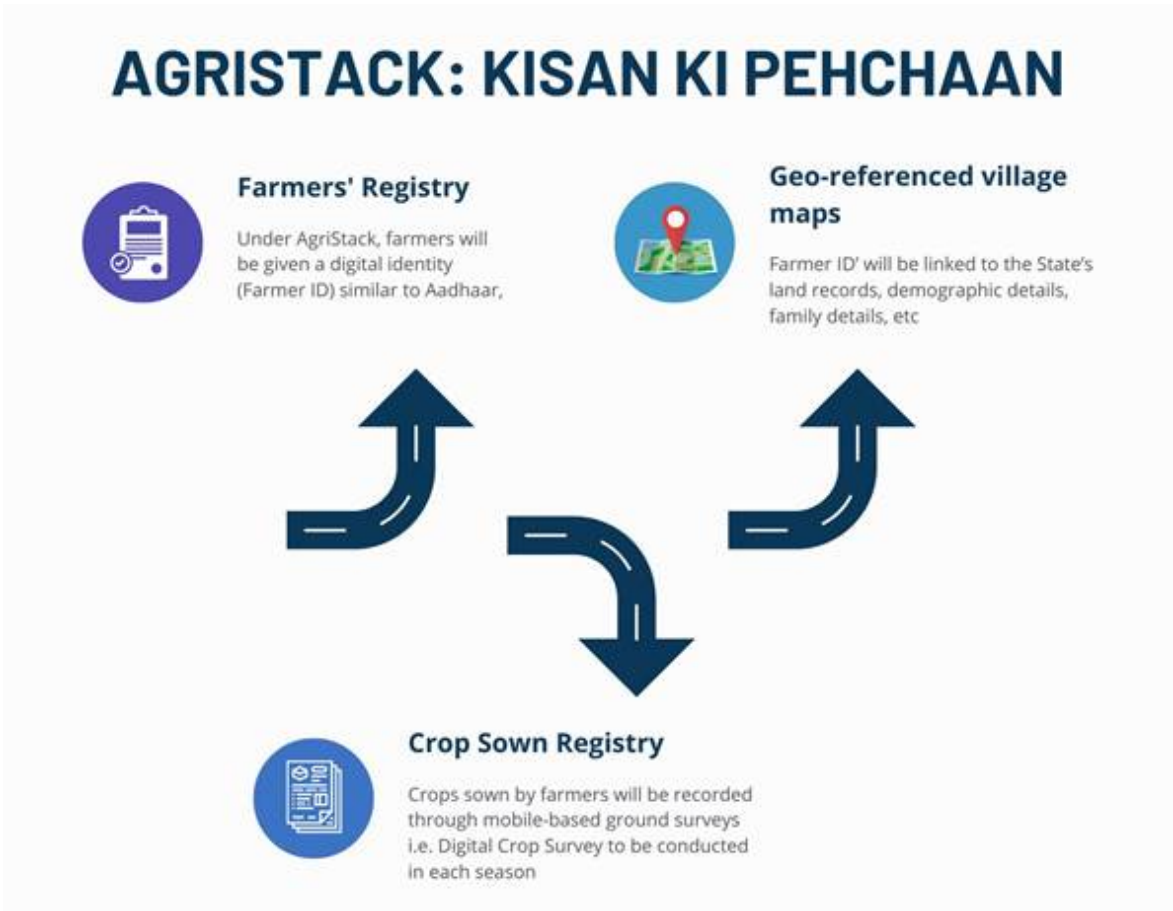 AGRISTACK: KISAN KI PEHCHAAN
Farmers' Registry
Under AgriStack, farmers will
be given a digital identity
(Farmer ID) similar to Aadhaar,
Geo-referenced village
maps
Farmer ID’ will be linked to the State’s
land records, demographic details,
family details, etc
Crop Sown Registry
Crops sown by farmers will be recorded
through mobile-based ground surveys
i.e. Digital Crop Survey to be conducted
in each season